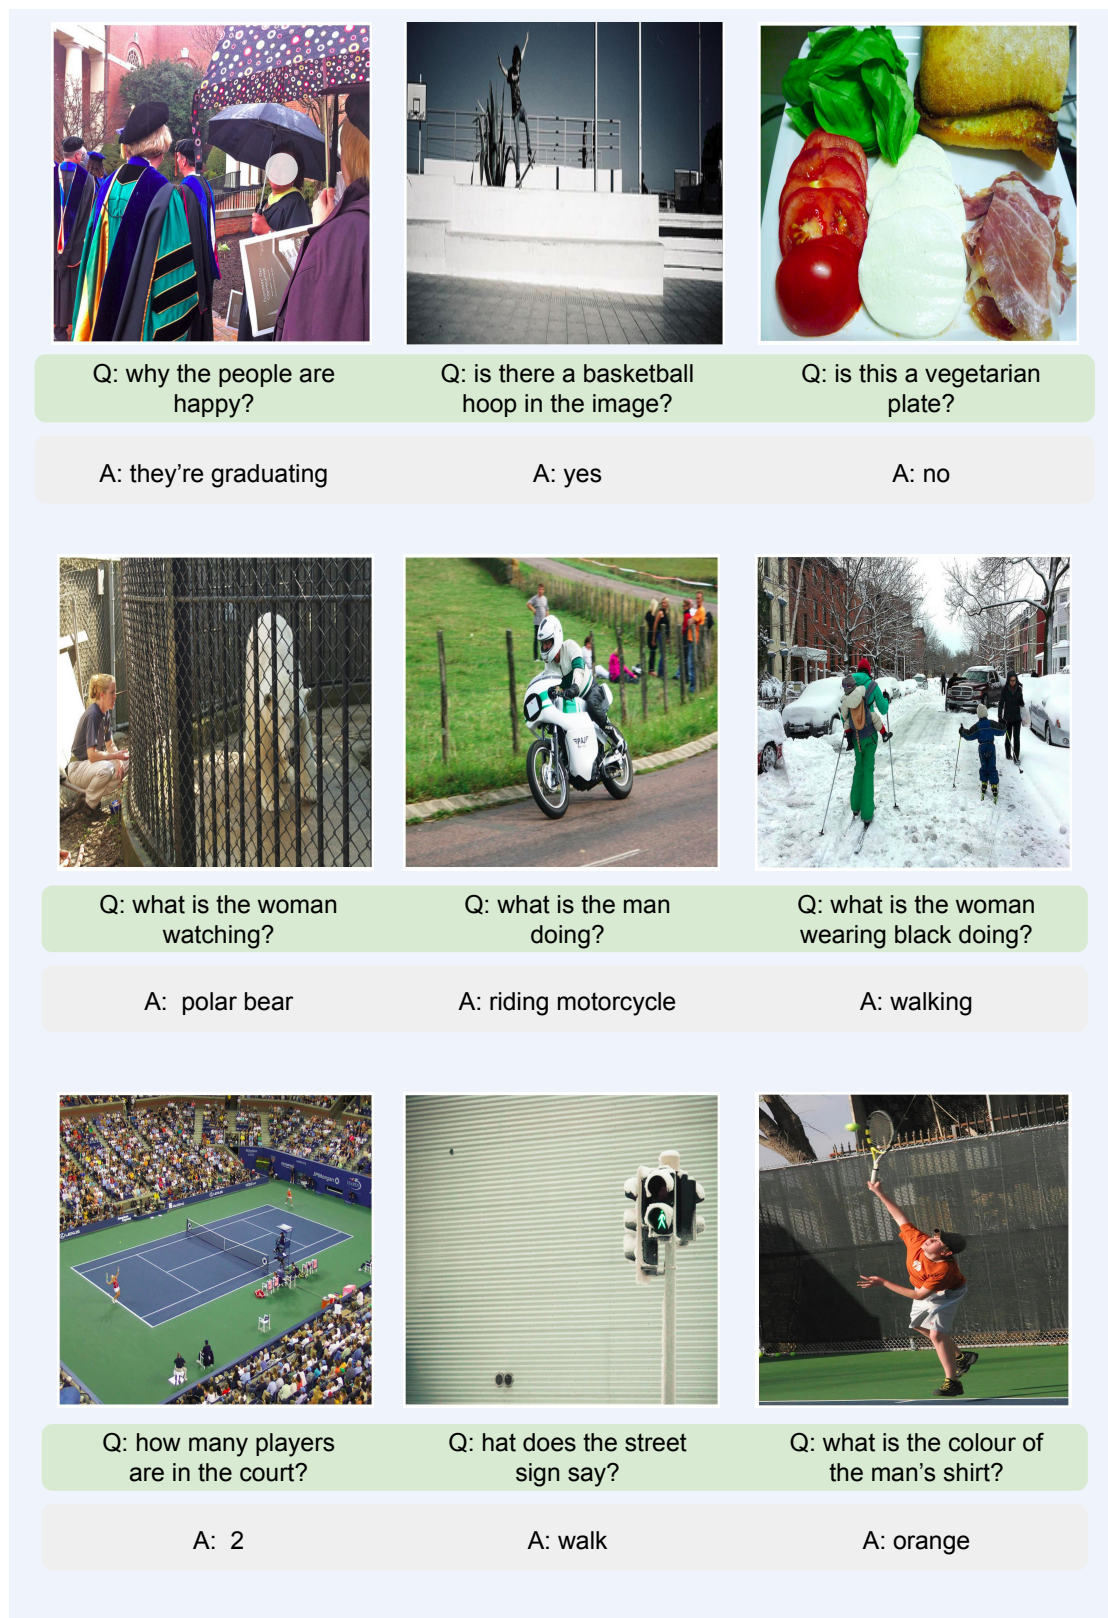 Q: why the people are
happy?
Q: is there a basketball
hoop in the image?
Q: is this a vegetarian
plate?
A: they’re graduating
A: yes
A: no
Q: what is the woman
watching?
Q: what is the man
doing?
Q: what is the woman
wearing black doing?
A:  polar bear
A: riding motorcycle
A: walking
Q: how many players
are in the court?
Q: hat does the street
sign say?
Q: what is the colour of
the man’s shirt?
A:  2
A: walk
A: orange